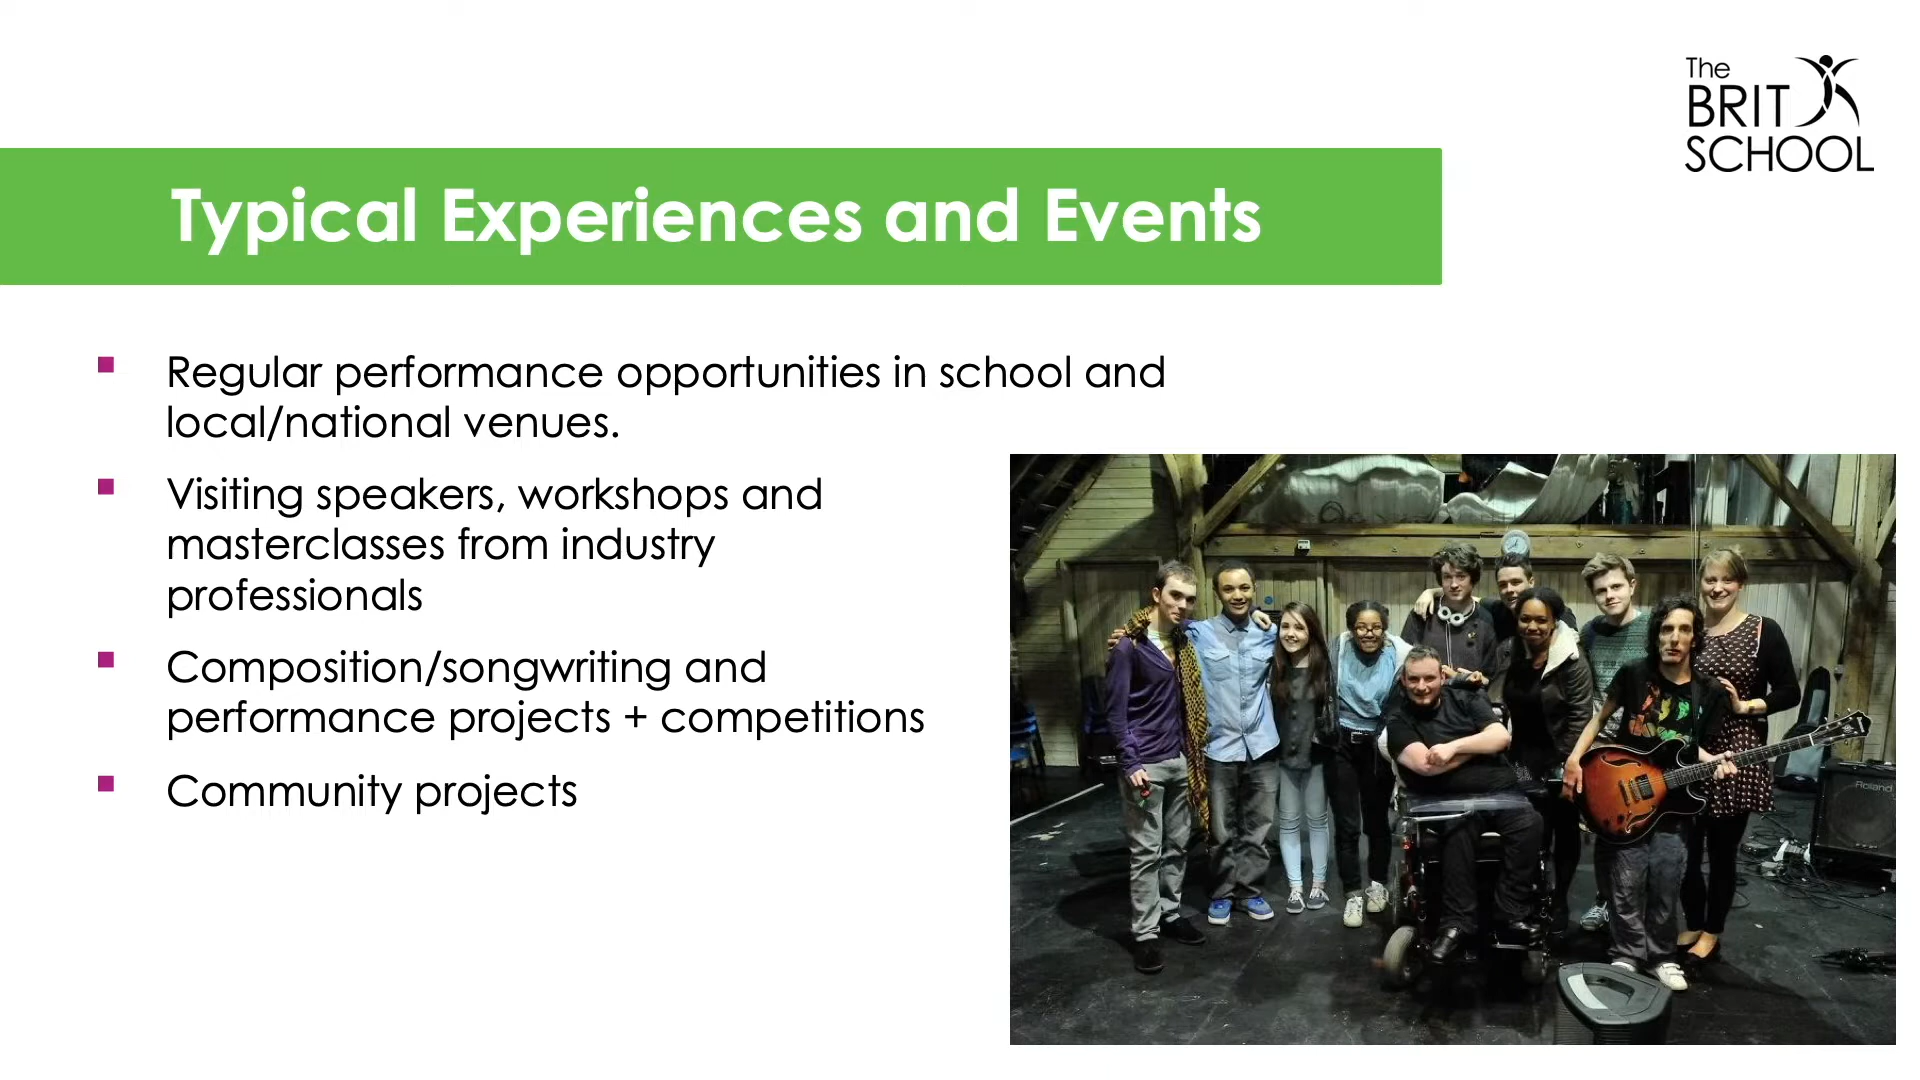 The
BRIT
SCHOOL
Typical Experiences and Events
Regular performance opportunities in school and
local/national venues.
Visiting speakers, workshops and
masterclasses from industry
professionals
Composition/songwriting and
performance projects + competitions
Community projects
Roland